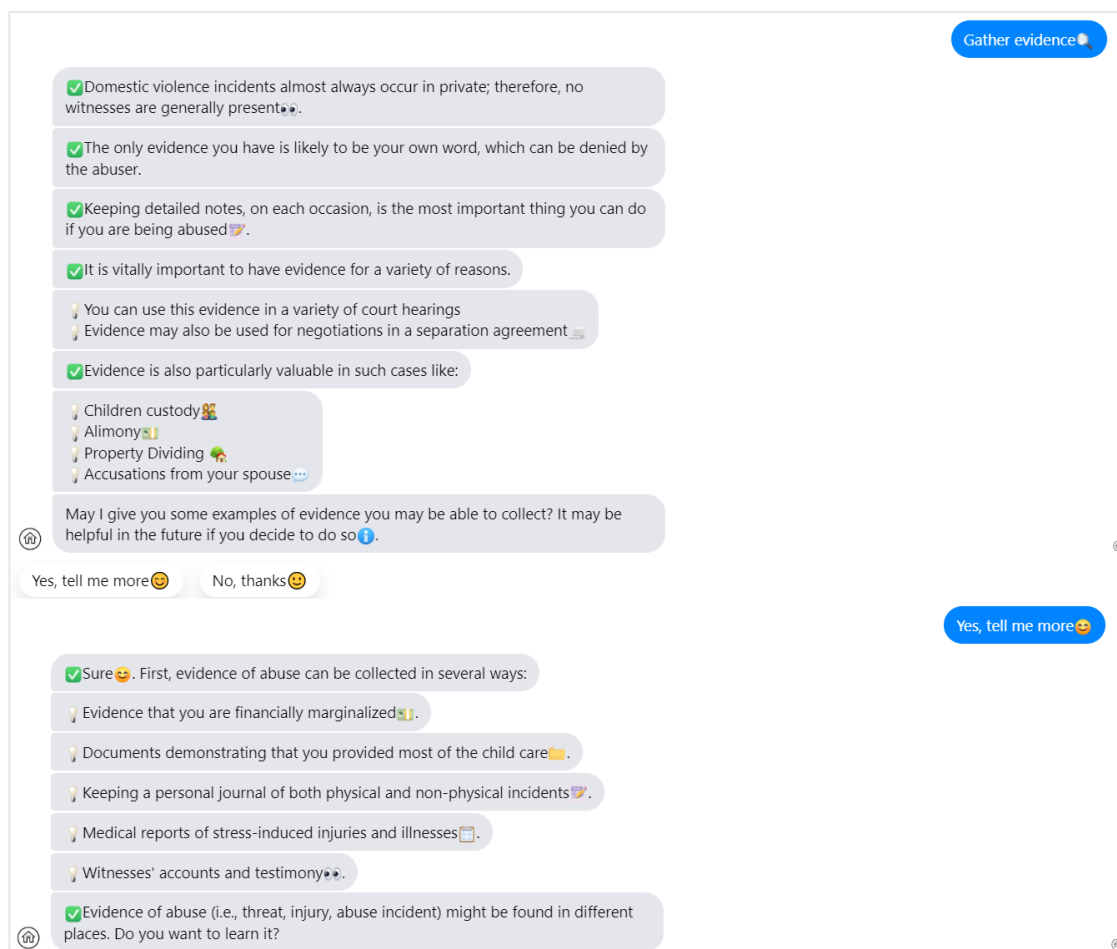 Gather evidence🔍
✅Domestic violence incidents almost always occur in private; therefore, no
witnesses are generally present👀.
✅The only evidence you have is likely to be your own word, which can be denied by
the abuser.
✅Keeping detailed notes, on each occasion, is the most important thing you can do
if you are being abused📝.
✅It is vitally important to have evidence for a variety of reasons.
💡You can use this evidence in a variety of court hearings
💡Evidence may also be used for negotiations in a separation agreement📃
✅Evidence is also particularly valuable in such cases like:
💡Children custody👨‍👩‍👧‍👦
💡Alimony💵
💡Property Dividing 🏡
💡Accusations from your spouse💬
May I give you some examples of evidence you may be able to collect? It may be
helpful in the future if you decide to do soℹ️.
Yes, tell me more😊 No, thanks🙂
Yes, tell me more😊
✅Sure😊. First, evidence of abuse can be collected in several ways:
💡Evidence that you are financially marginalized💵.
💡Documents demonstrating that you provided most of the child care📁.
💡Keeping a personal journal of both physical and non-physical incidents📝.
💡Medical reports of stress-induced injuries and illnesses📋.
💡Witnesses' accounts and testimony👀.
✅Evidence of abuse (i.e., threat, injury, abuse incident) might be found in different
places. Do you want to learn it?